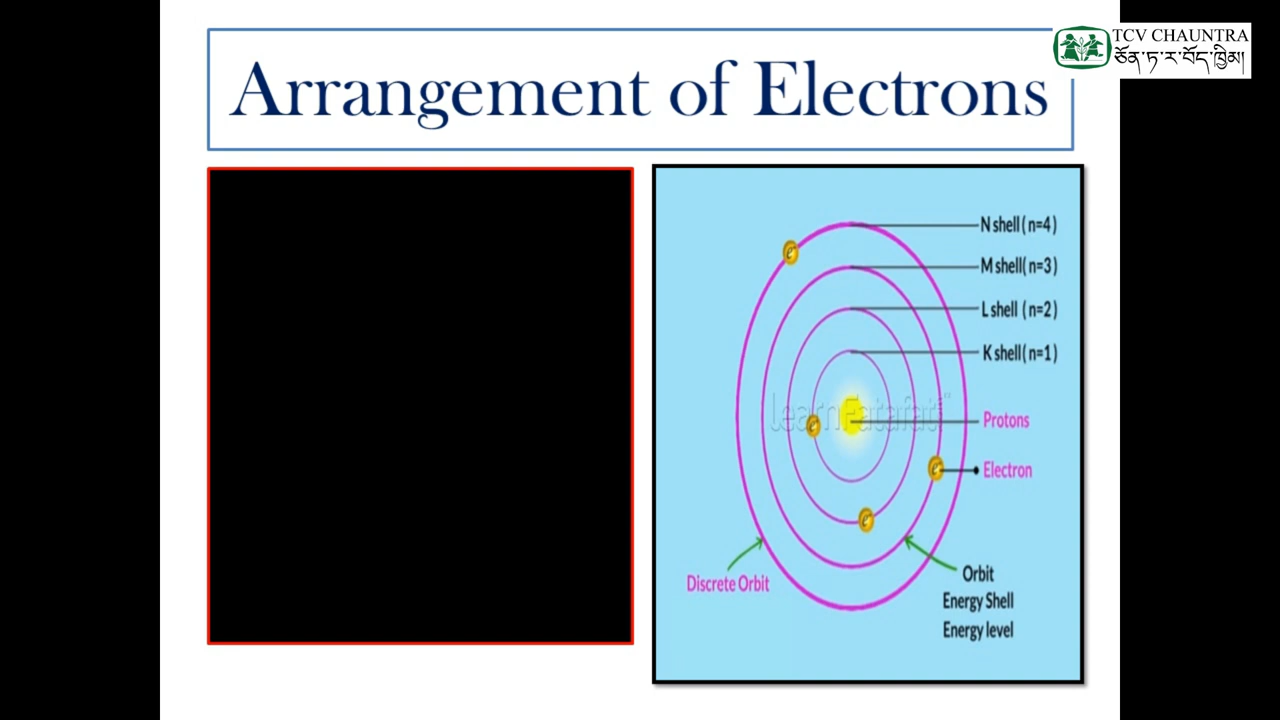 Arrangement of Electrons
TCV CHAUNTRA
ཅོན་ཏ་ར་བོད་ཁྱིམ།
N shell ( n=4)
M shell( n=3)
L shell ( n=2)
K shell( n=1)
learnFatafat
Protons
Electron
e⁻
e⁻
e⁻
e⁻
Discrete Orbit
Orbit
Energy Shell
Energy level